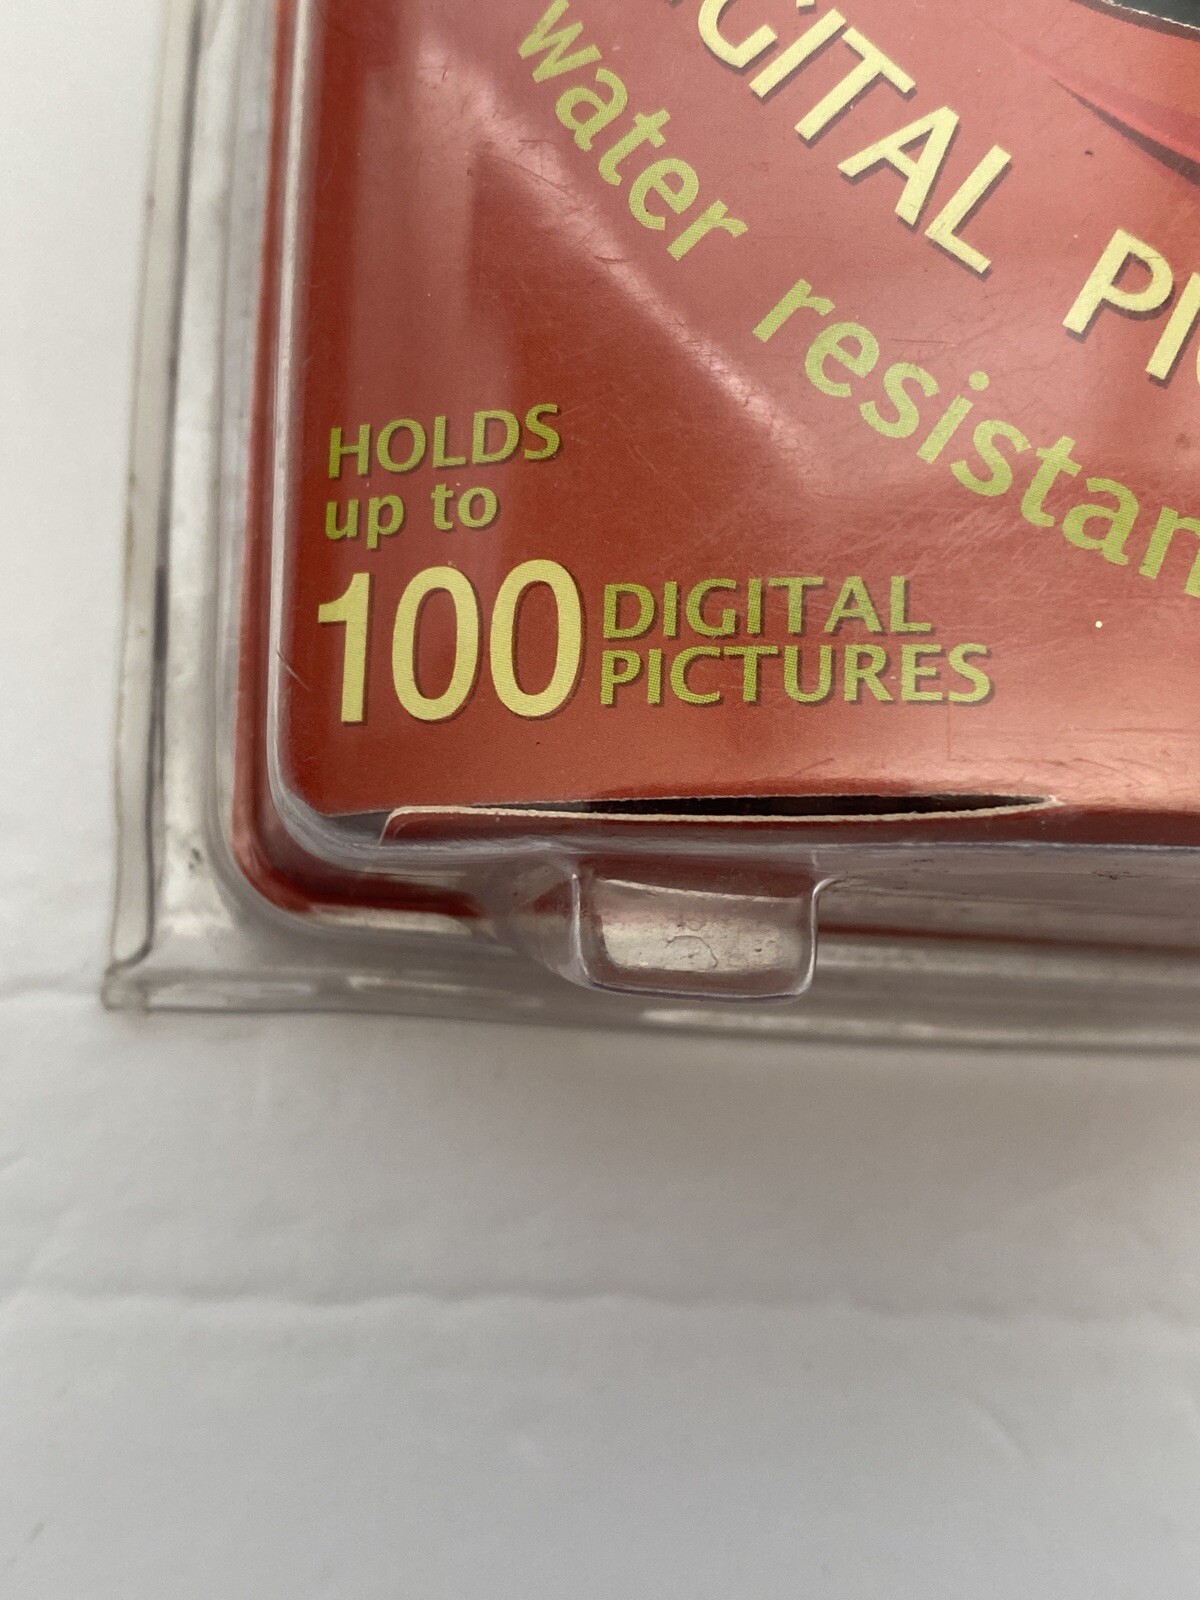 water resistan
HOLDS
up to
100 DIGITAL
PICTURES